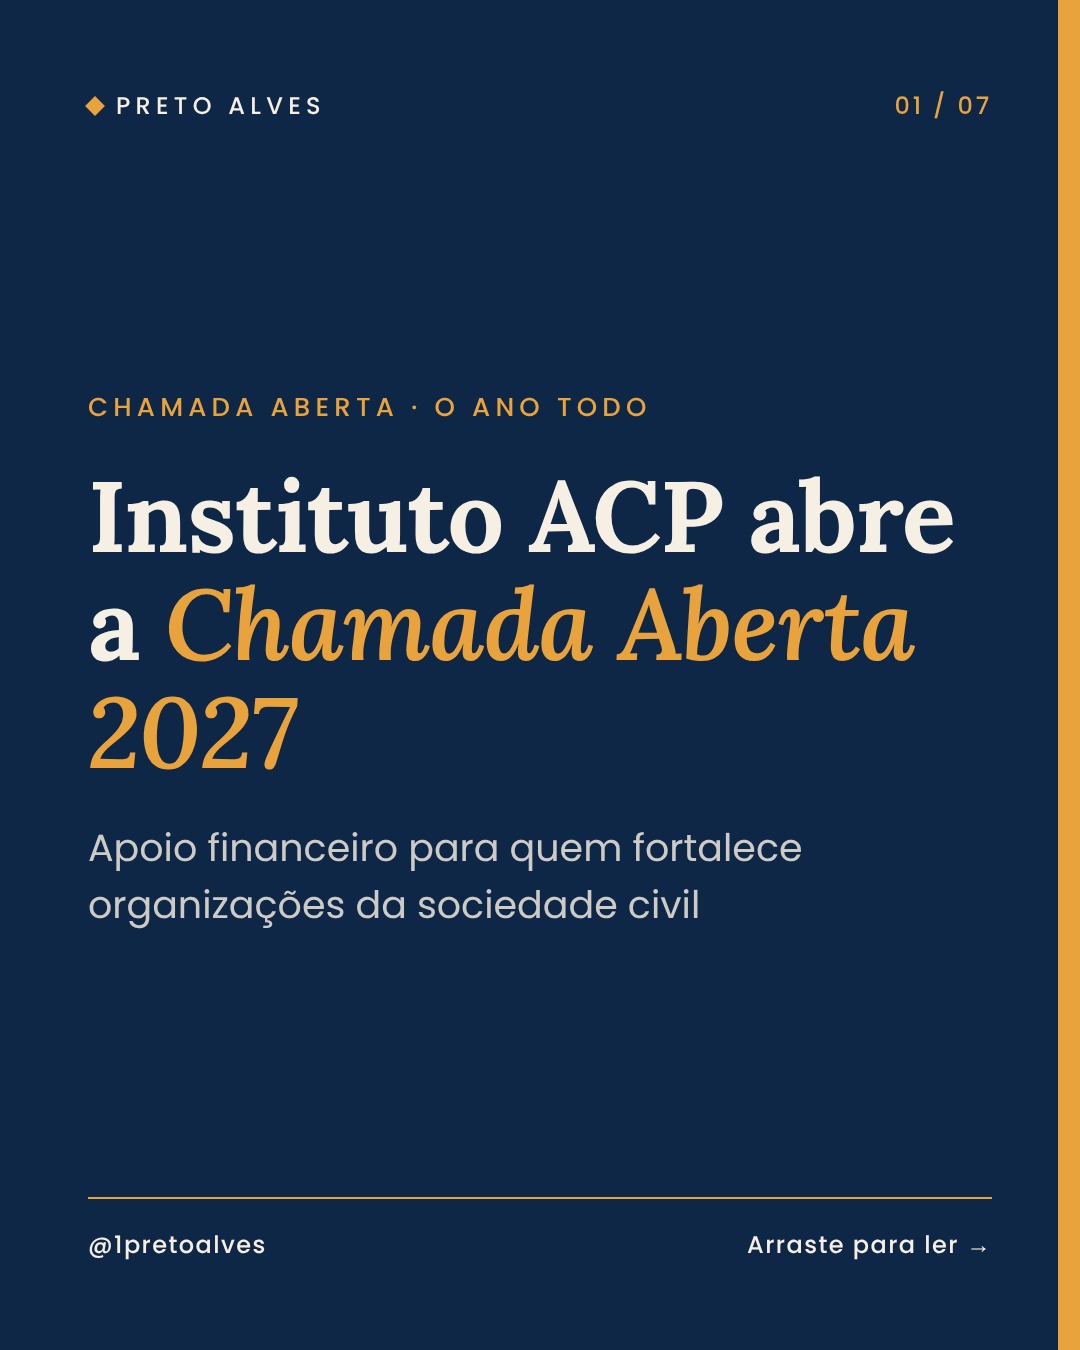 PRETO ALVES
01 / 07
CHAMADA ABERTA · O ANO TODO
Instituto ACP abre
a Chamada Aberta
2027
Apoio financeiro para quem fortalece
organizações da sociedade civil
@1pretoalves
Arraste para ler →